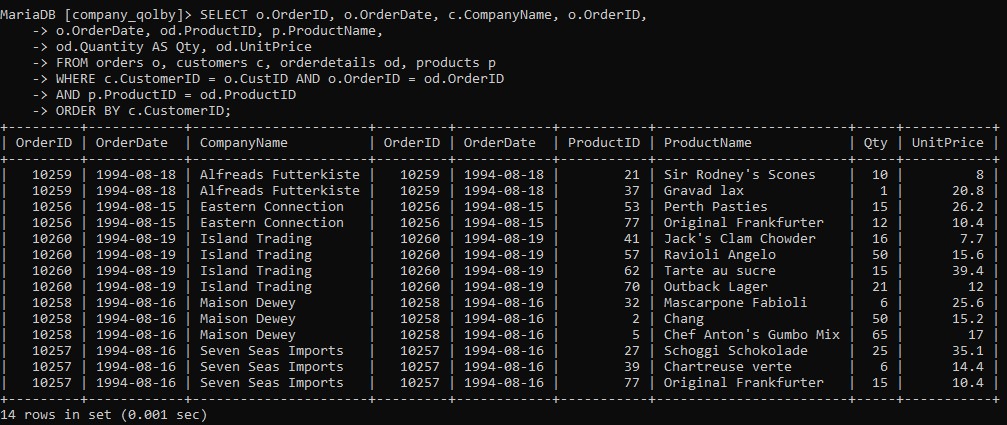 MariaDB [company_qolby]> SELECT o.OrderID, o.OrderDate, c.CompanyName, o.OrderID,
    -> o.OrderDate, od.ProductID, p.ProductName,
    -> od.Quantity AS Qty, od.UnitPrice
    -> FROM orders o, customers c, orderdetails od, products p
    -> WHERE c.CustomerID = o.CustID AND o.OrderID = od.OrderID
    -> AND p.ProductID = od.ProductID
    -> ORDER BY c.CustomerID;
+---------+------------+----------------------+---------+------------+-----------+------------------------+-----+-----------+
| OrderID | OrderDate  | CompanyName          | OrderID | OrderDate  | ProductID | ProductName            | Qty | UnitPrice |
+---------+------------+----------------------+---------+------------+-----------+------------------------+-----+-----------+
|   10259 | 1994-08-18 | Alfreads Futterkiste |   10259 | 1994-08-18 |        21 | Sir Rodney's Scones    |  10 |         8 |
|   10259 | 1994-08-18 | Alfreads Futterkiste |   10259 | 1994-08-18 |        37 | Gravad lax             |   1 |      20.8 |
|   10256 | 1994-08-15 | Eastern Connection   |   10256 | 1994-08-15 |        53 | Perth Pasties          |  15 |      26.2 |
|   10256 | 1994-08-15 | Eastern Connection   |   10256 | 1994-08-15 |        77 | Original Frankfurter   |  12 |      10.4 |
|   10260 | 1994-08-19 | Island Trading       |   10260 | 1994-08-19 |        41 | Jack's Clam Chowder    |  16 |       7.7 |
|   10260 | 1994-08-19 | Island Trading       |   10260 | 1994-08-19 |        57 | Ravioli Angelo         |  50 |      15.6 |
|   10260 | 1994-08-19 | Island Trading       |   10260 | 1994-08-19 |        62 | Tarte au sucre         |  15 |      39.4 |
|   10260 | 1994-08-19 | Island Trading       |   10260 | 1994-08-19 |        70 | Outback Lager          |  21 |        12 |
|   10258 | 1994-08-16 | Maison Dewey         |   10258 | 1994-08-16 |        32 | Mascarpone Fabioli     |   6 |      25.6 |
|   10258 | 1994-08-16 | Maison Dewey         |   10258 | 1994-08-16 |         2 | Chang                  |  50 |      15.2 |
|   10258 | 1994-08-16 | Maison Dewey         |   10258 | 1994-08-16 |         5 | Chef Anton's Gumbo Mix |  65 |        17 |
|   10257 | 1994-08-16 | Seven Seas Imports   |   10257 | 1994-08-16 |        27 | Schoggi Schokolade     |  25 |      35.1 |
|   10257 | 1994-08-16 | Seven Seas Imports   |   10257 | 1994-08-16 |        39 | Chartreuse verte       |   6 |      14.4 |
|   10257 | 1994-08-16 | Seven Seas Imports   |   10257 | 1994-08-16 |        77 | Original Frankfurter   |  15 |      10.4 |
+---------+------------+----------------------+---------+------------+-----------+------------------------+-----+-----------+
14 rows in set (0.001 sec)